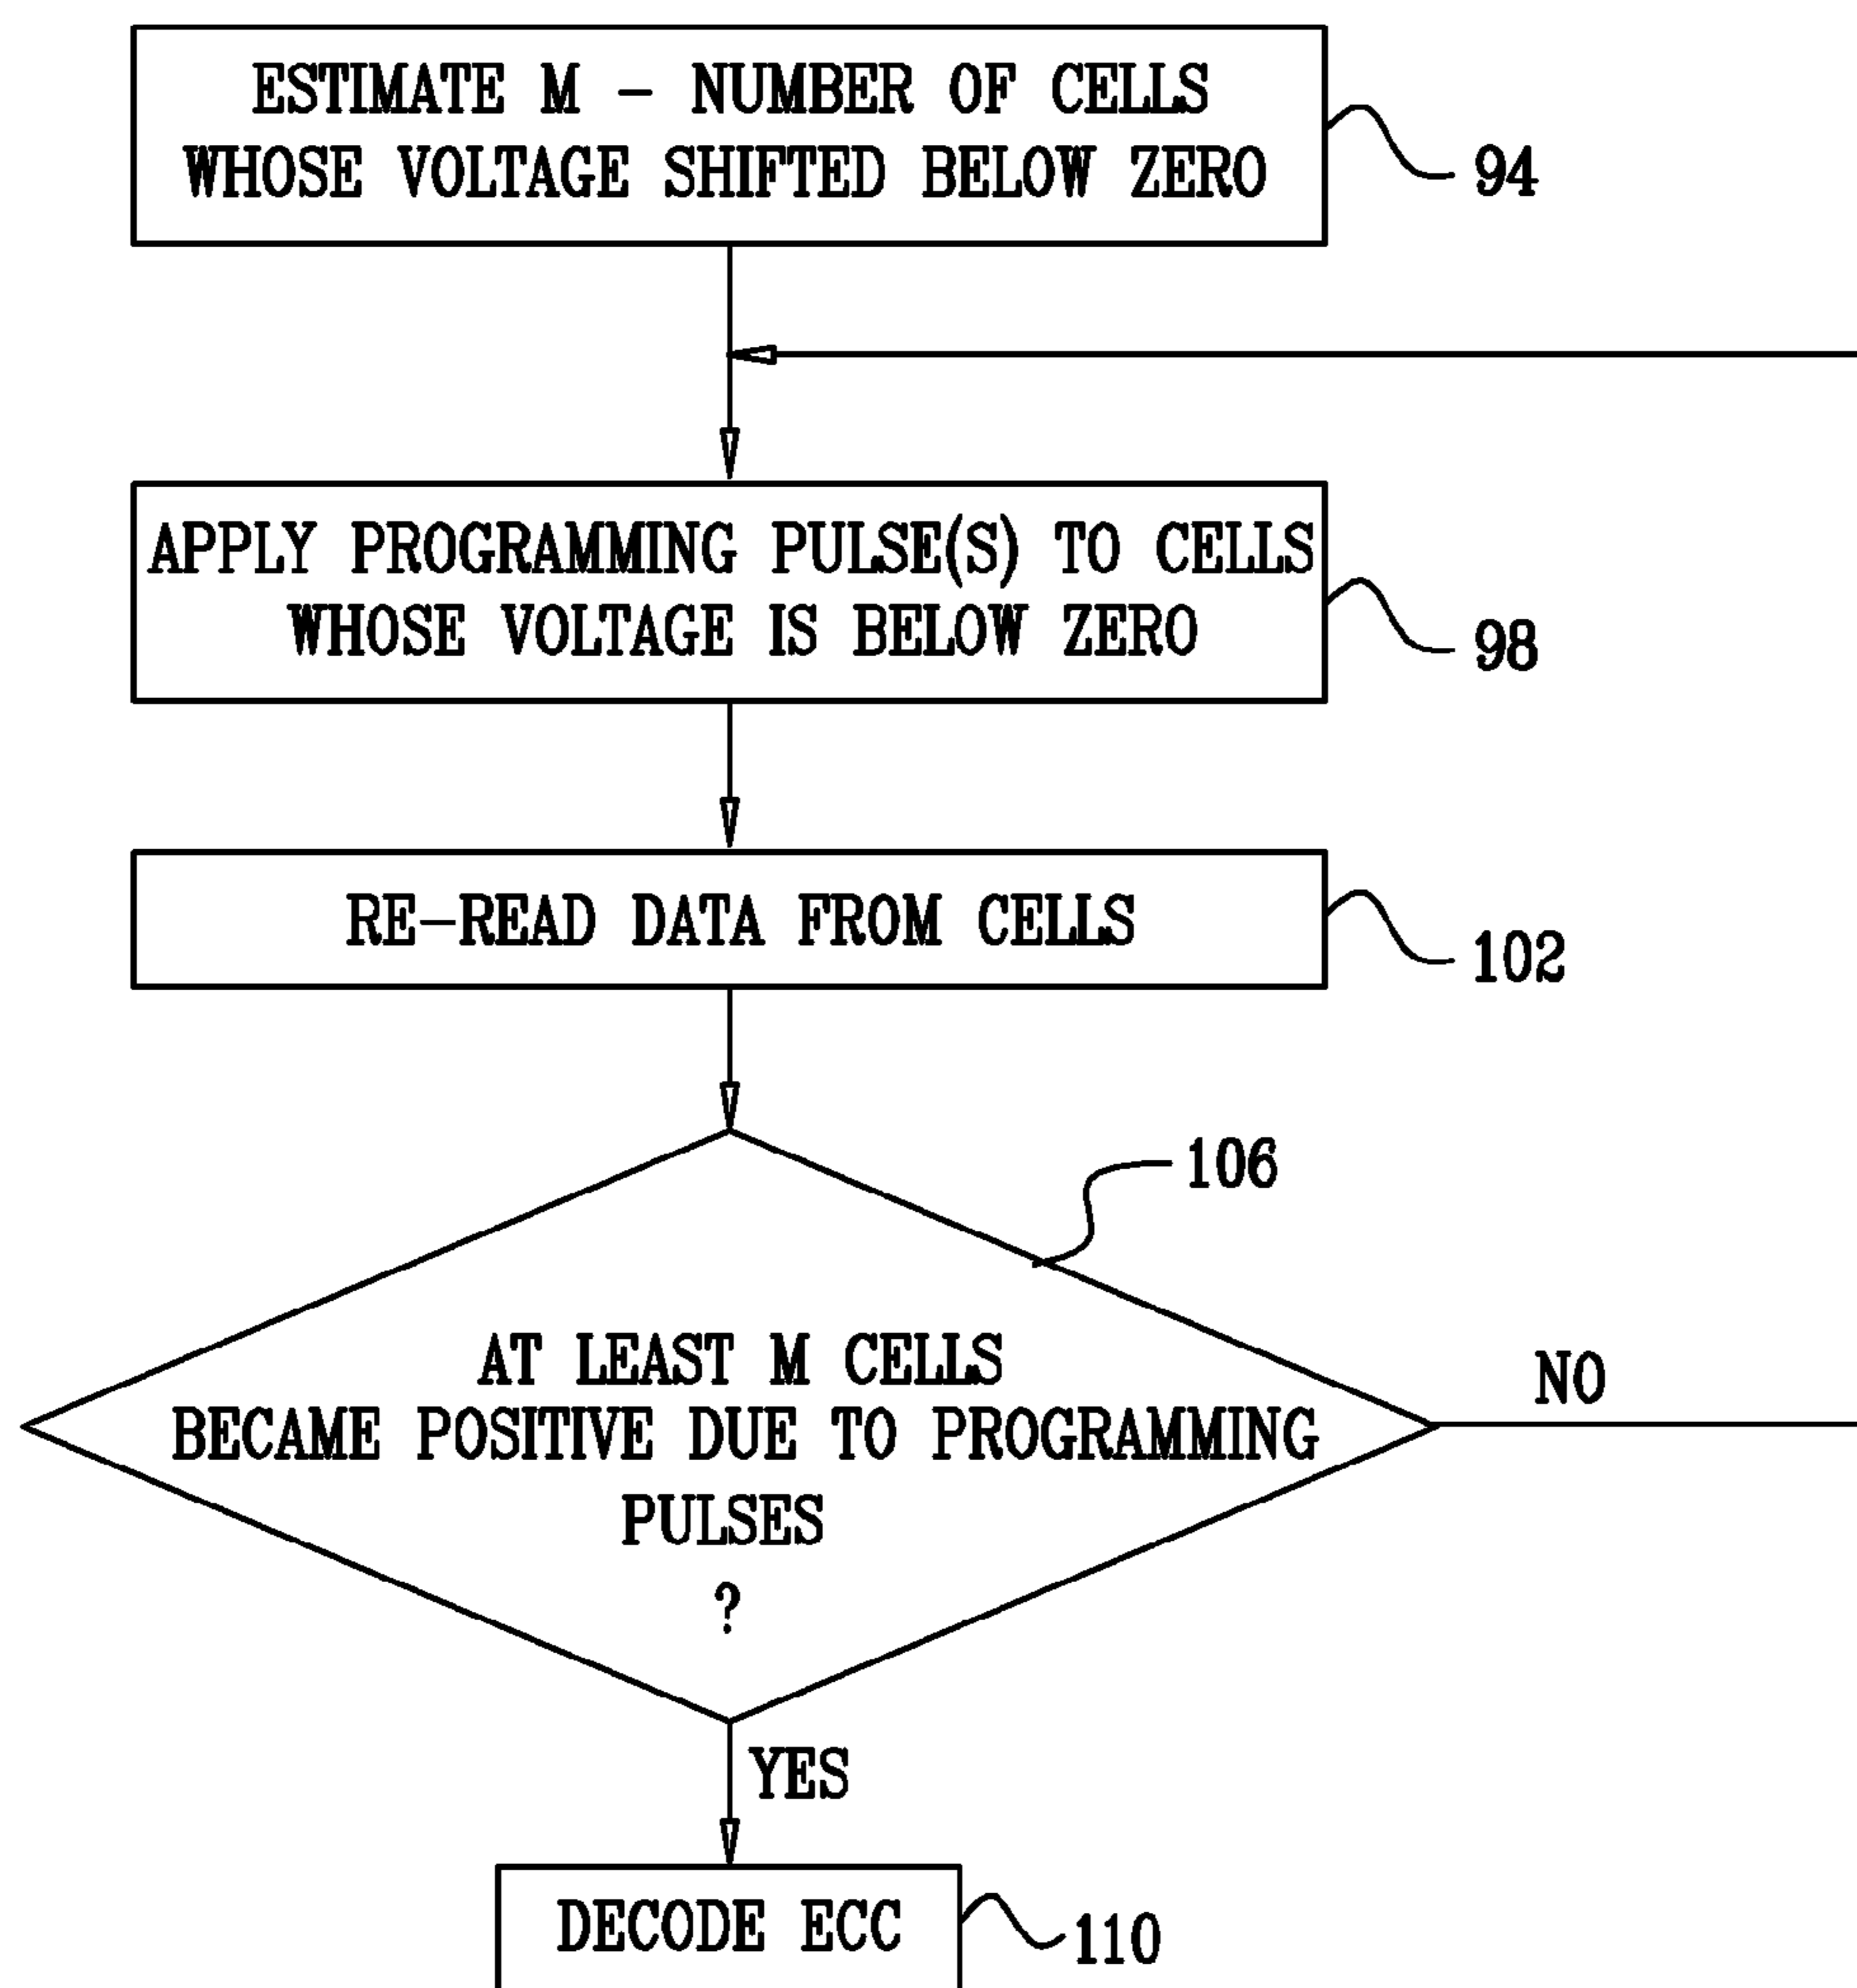 ESTIMATE M - NUMBER OF CELLS
WHOSE VOLTAGE SHIFTED BELOW ZERO
94
APPLY PROGRAMMING PULSE(S) TO CELLS
WHOSE VOLTAGE IS BELOW ZERO
98
RE-READ DATA FROM CELLS
102
106
AT LEAST M CELLS
BECAME POSITIVE DUE TO PROGRAMMING
PULSES
?
NO
YES
DECODE ECC
110